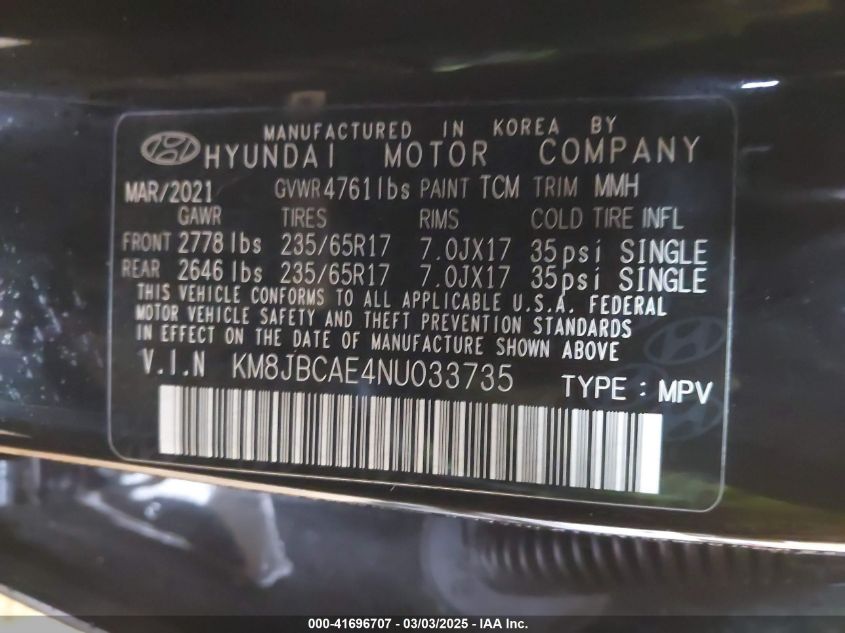 MANUFACTURED IN KOREA BY
HYUNDAI MOTOR COMPANY
MAR/2021 GVWR 4761lbs PAINT TCM TRIM MMH
GAWR TIRES RIMS COLD TIRE INFL
FRONT 2778 lbs 235/65R17 7.0JX17 35psi SINGLE
REAR 2646 lbs 235/65R17 7.0JX17 35psi SINGLE
THIS VEHICLE CONFORMS TO ALL APPLICABLE U.S.A. FEDERAL
MOTOR VEHICLE SAFETY AND THEFT PREVENTION STANDARDS
IN EFFECT ON THE DATE OF MANUFACTURE SHOWN ABOVE
V.I.N KM8JBCAE4NU033735 TYPE : MPV
000-41696707 - 03/03/2025 - IAA Inc.